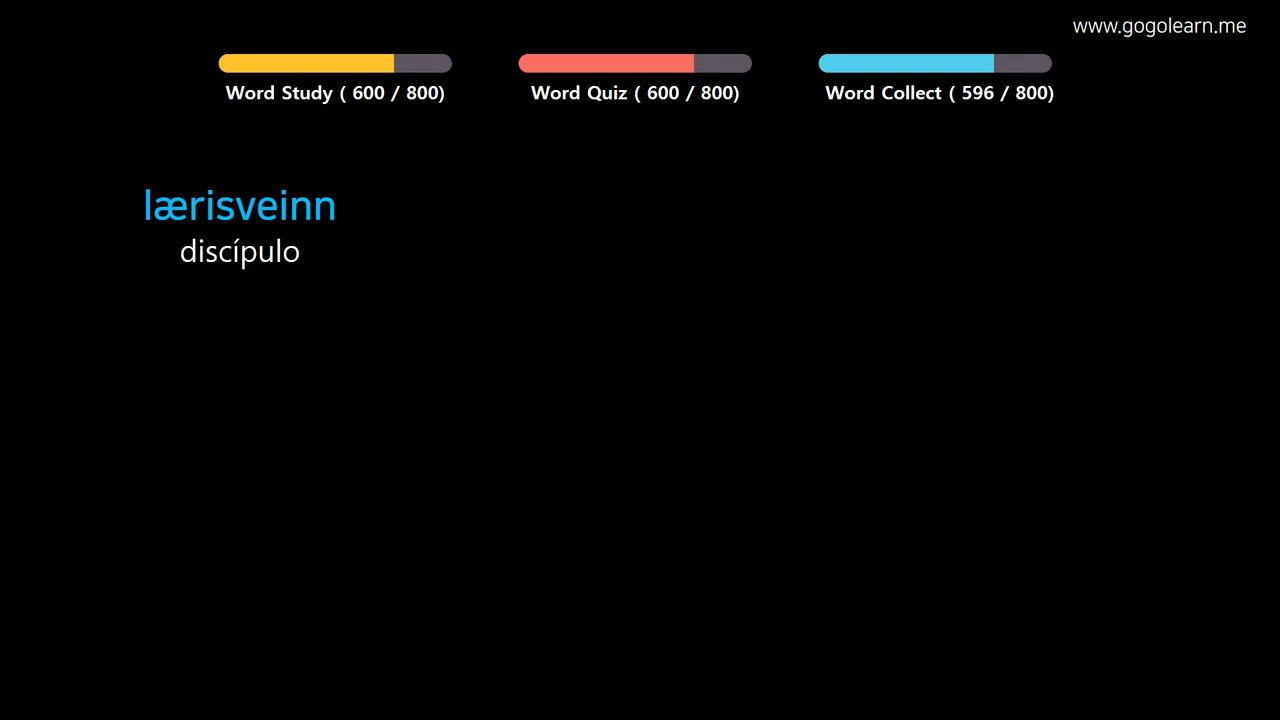 www.gogolearn.me
Word Study ( 600 / 800)
Word Quiz ( 600 / 800)
Word Collect ( 596 / 800)
lærisveinn
discípulo